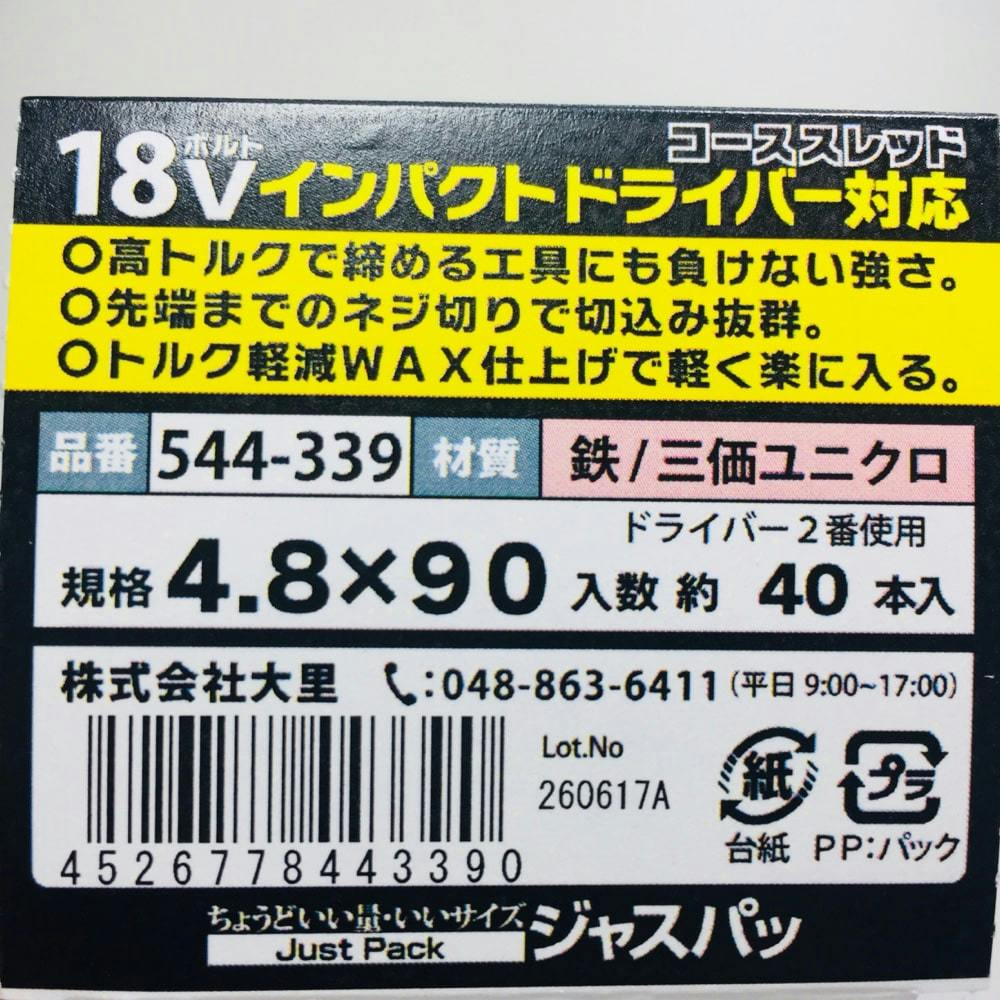 コーススレッド
18Vボルト インパクトドライバー対応
○高トルクで締める工具にも負けない強さ。
○先端までのネジ切りで切込み抜群。
○トルク軽減WAX仕上げで軽く楽に入る。
品番 544-339 材質 鉄/三価ユニクロ
ドライバー2番使用
規格 4.8×90 入数 約 40 本入
株式会社大里 :048-863-6411(平日9:00~17:00)
Lot.No
260617A
紙 プラ
台紙 PP:パック
4526778443390
ちょうどいい量・いいサイズ
Just Pack ジャスパッ